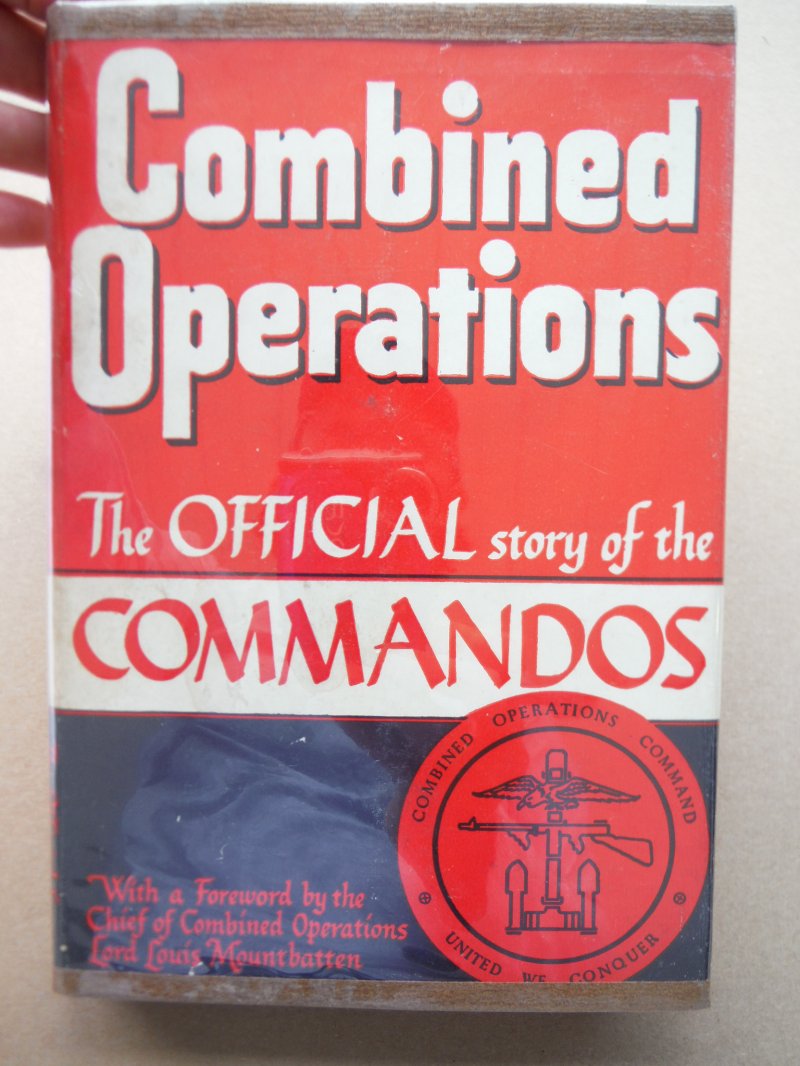 Combined
Operations
The OFFICIAL story of the
COMMANDOS
COMBINED OPERATIONS COMMAND
With a Foreword by the
Chief of Combined Operations
Lord Louis Mountbatten
UNITED WE CONQUER